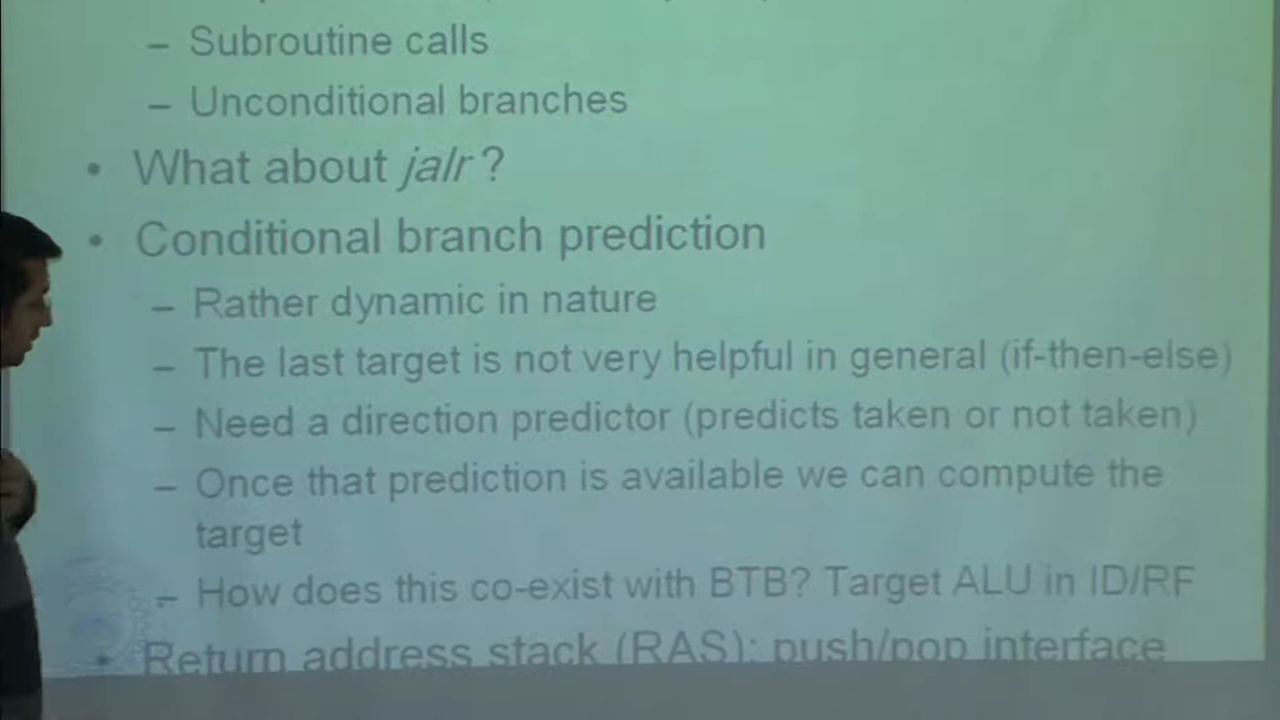 – Subroutine calls
– Unconditional branches
• What about jalr ?
• Conditional branch prediction
– Rather dynamic in nature
– The last target is not very helpful in general (if-then-else)
– Need a direction predictor (predicts taken or not taken)
– Once that prediction is available we can compute the
target
– How does this co-exist with BTB? Target ALU in ID/RF
• Return address stack (RAS): push/pop interface